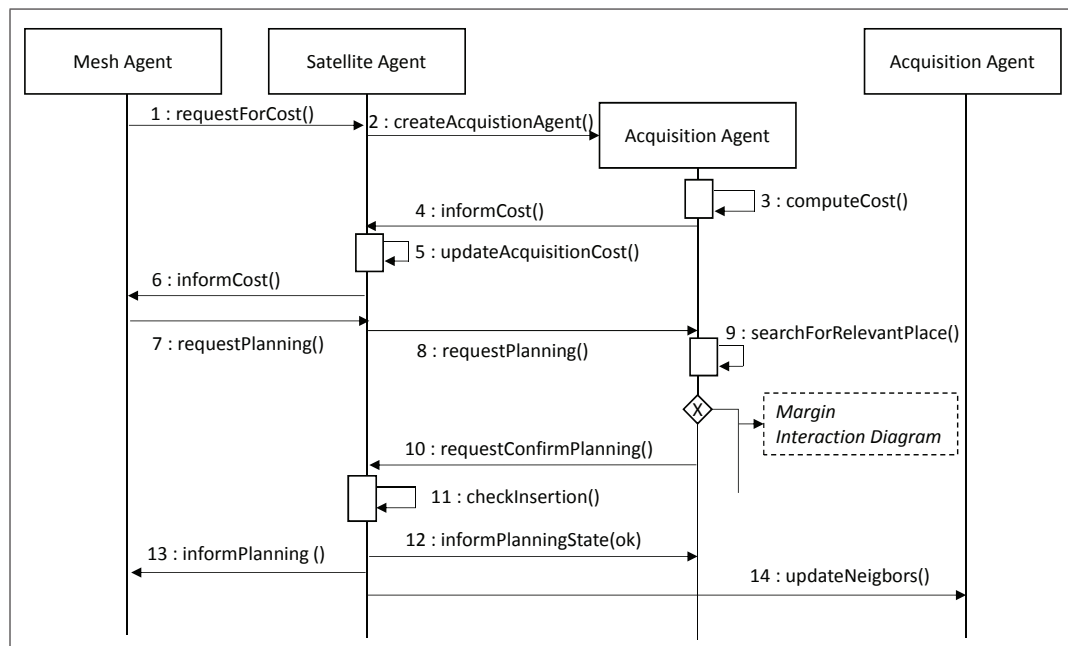 Mesh Agent
Satellite Agent
Acquisition Agent
1 : requestForCost()
2 : createAcquistionAgent()
Acquisition Agent
3 : computeCost()
4 : informCost()
5 : updateAcquisitionCost()
6 : informCost()
7 : requestPlanning()
8 : requestPlanning()
9 : searchForRelevantPlace()
X
Margin
Interaction Diagram
10 : requestConfirmPlanning()
11 : checkInsertion()
12 : informPlanningState(ok)
13 : informPlanning ()
14 : updateNeigbors()